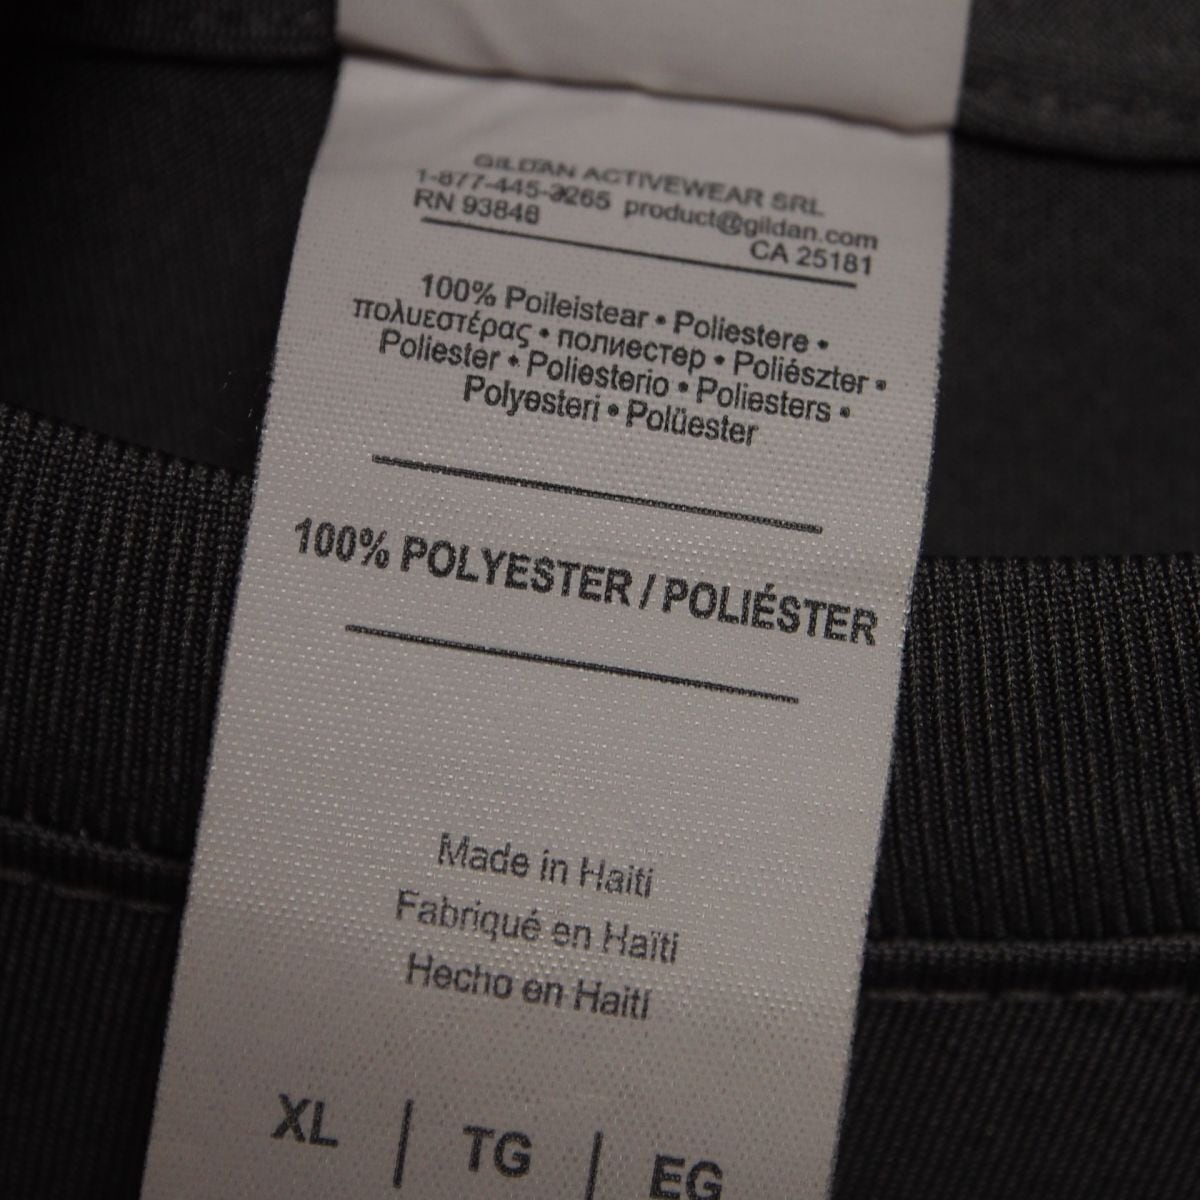 GILDAN ACTIVEWEAR SRL
1-877-445-3265 product@gildan.com
RN 93846 CA 25181
100% Poileistear • Poliestere •
πολυεστέρας • полиестер • Poliészter •
Poliester • Poliesterio • Poliesters •
Polyesteri • Polüester
100% POLYESTER / POLIÉSTER
Made in Haiti
Fabriqué en Haïti
Hecho en Haití
XL | TG | EG